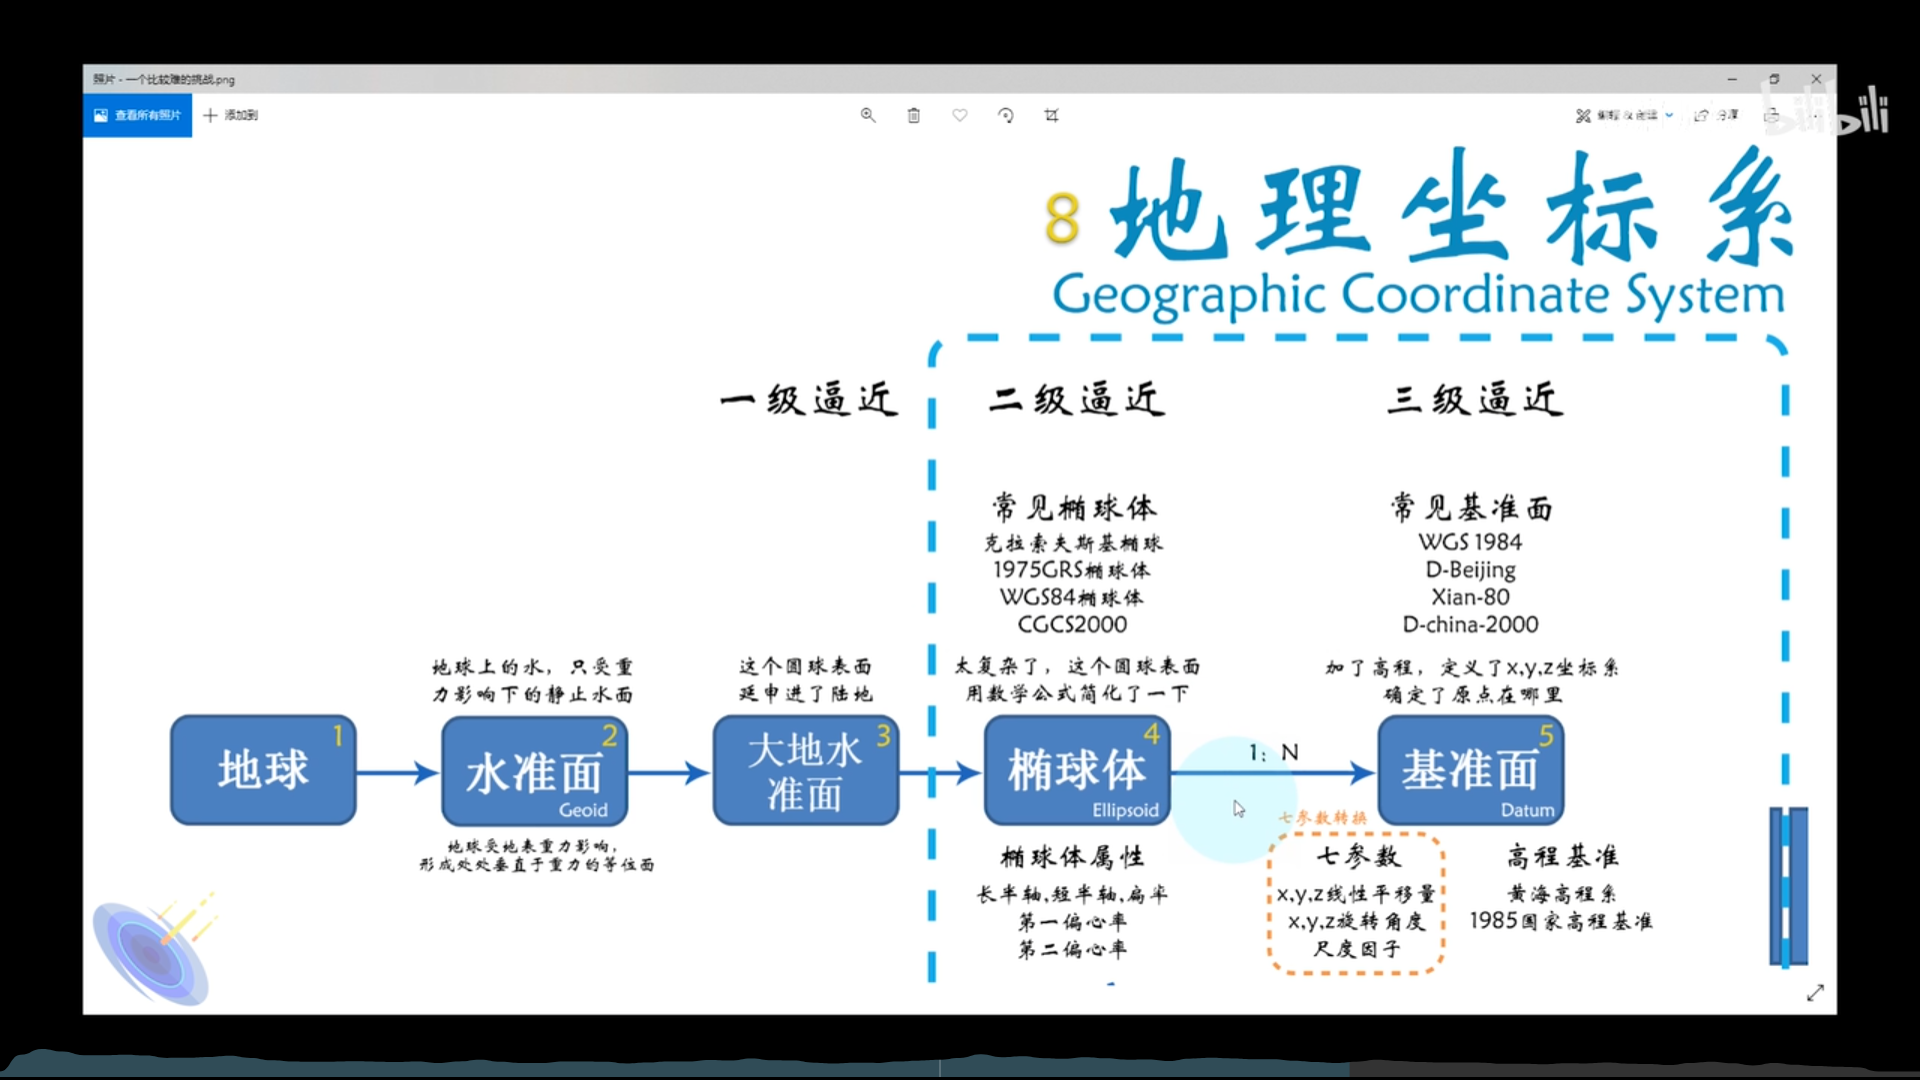 照片 - 一个比较难的挑战.png
查看所有照片
添加到
编辑 & 创建
分享
bilibili
8 地理坐标系
Geographic Coordinate System
一级逼近
二级逼近
三级逼近
常见椭球体
克拉索夫斯基椭球
1975GRS椭球体
WGS84椭球体
CGCS2000
常见基准面
WGS 1984
D-Beijing
Xian-80
D-china-2000
地球上的水，只受重
力影响下的静止水面
这个圆球表面
延申进了陆地
太复杂了，这个圆球表面
用数学公式简化了一下
加了高程，定义了x,y,z坐标系
确定了原点在哪里
地球 1
水准面 2
Geoid
大地水 3
准面
椭球体 4
Ellipsoid
1：N
基准面 5
Datum
地球受地表重力影响，
形成处处垂直于重力的等位面
椭球体属性
长半轴,短半轴,扁率
第一偏心率
第二偏心率
七参数转换
七参数
x,y,z线性平移量
x,y,z旋转角度
尺度因子
高程基准
黄海高程系
1985国家高程基准